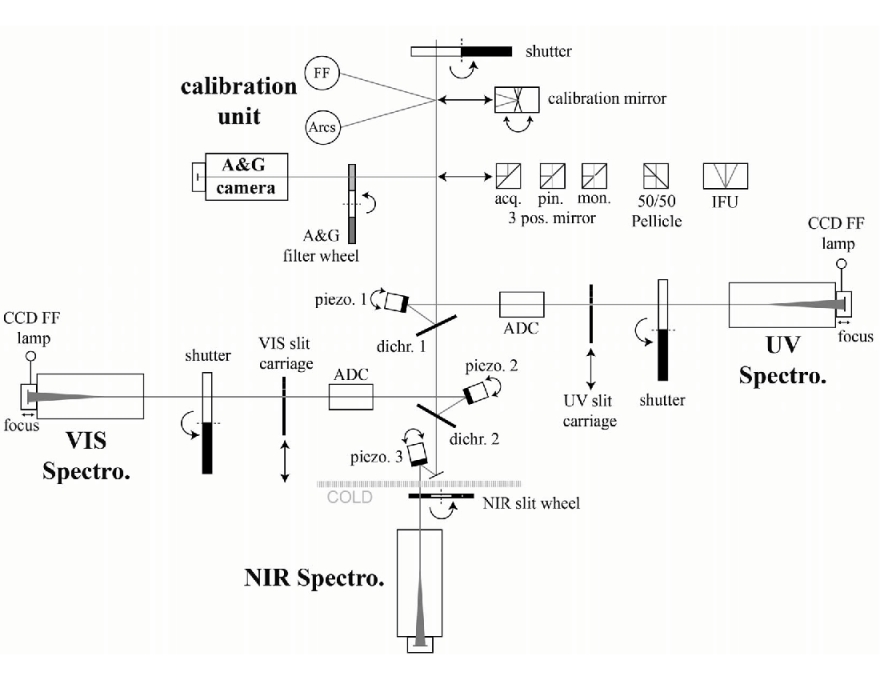 shutter
FF
calibration
unit
calibration mirror
Arcs
A&G
camera
acq. pin. mon. 50/50 IFU
3 pos. mirror Pellicle
A&G
filter wheel
CCD FF
lamp
piezo. 1
ADC
dichr. 1
focus
UV
Spectro.
UV slit
carriage
shutter
CCD FF
lamp
shutter
VIS slit
carriage
ADC
piezo. 2
focus
VIS
Spectro.
dichr. 2
piezo. 3
COLD
NIR slit wheel
NIR Spectro.